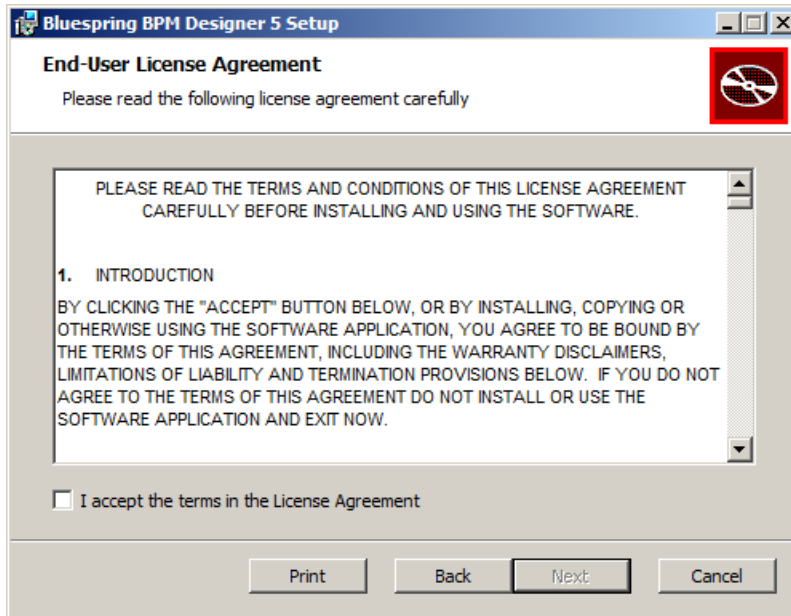 Bluespring BPM Designer 5 Setup
End-User License Agreement
Please read the following license agreement carefully
PLEASE READ THE TERMS AND CONDITIONS OF THIS LICENSE AGREEMENT
CAREFULLY BEFORE INSTALLING AND USING THE SOFTWARE.
1. INTRODUCTION
BY CLICKING THE "ACCEPT" BUTTON BELOW, OR BY INSTALLING, COPYING OR
OTHERWISE USING THE SOFTWARE APPLICATION, YOU AGREE TO BE BOUND BY
THE TERMS OF THIS AGREEMENT, INCLUDING THE WARRANTY DISCLAIMERS,
LIMITATIONS OF LIABILITY AND TERMINATION PROVISIONS BELOW. IF YOU DO NOT
AGREE TO THE TERMS OF THIS AGREEMENT DO NOT INSTALL OR USE THE
SOFTWARE APPLICATION AND EXIT NOW.
I accept the terms in the License Agreement
Print Back Next Cancel